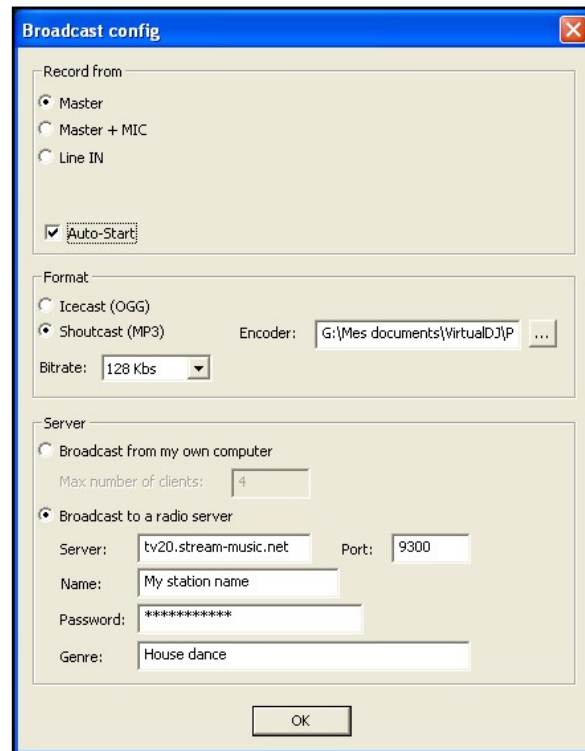 Broadcast config
Record from
Master
Master + MIC
Line IN
Auto-Start
Format
Icecast (OGG)
Shoutcast (MP3) Encoder: G:\Mes documents\VirtualDJ\P ...
Bitrate: 128 Kbs
Server
Broadcast from my own computer
Max number of clients: 4
Broadcast to a radio server
Server: tv20.stream-music.net Port: 9300
Name: My station name
Password: ***********
Genre: House dance
OK